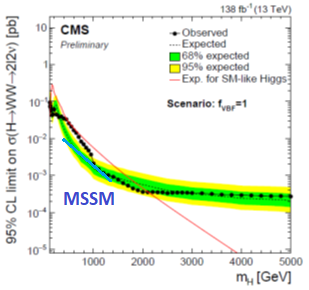 138 fb⁻¹ (13 TeV)
CMS
Preliminary
Observed
Expected
68% expected
95% expected
Exp. for SM-like Higgs
Scenario: f_VBF=1
MSSM
95% CL limit on σ(H→WW→2l2ν) [pb]
10
1
10⁻¹
10⁻²
10⁻³
10⁻⁴
10⁻⁵
1000 2000 3000 4000 5000
m_H [GeV]